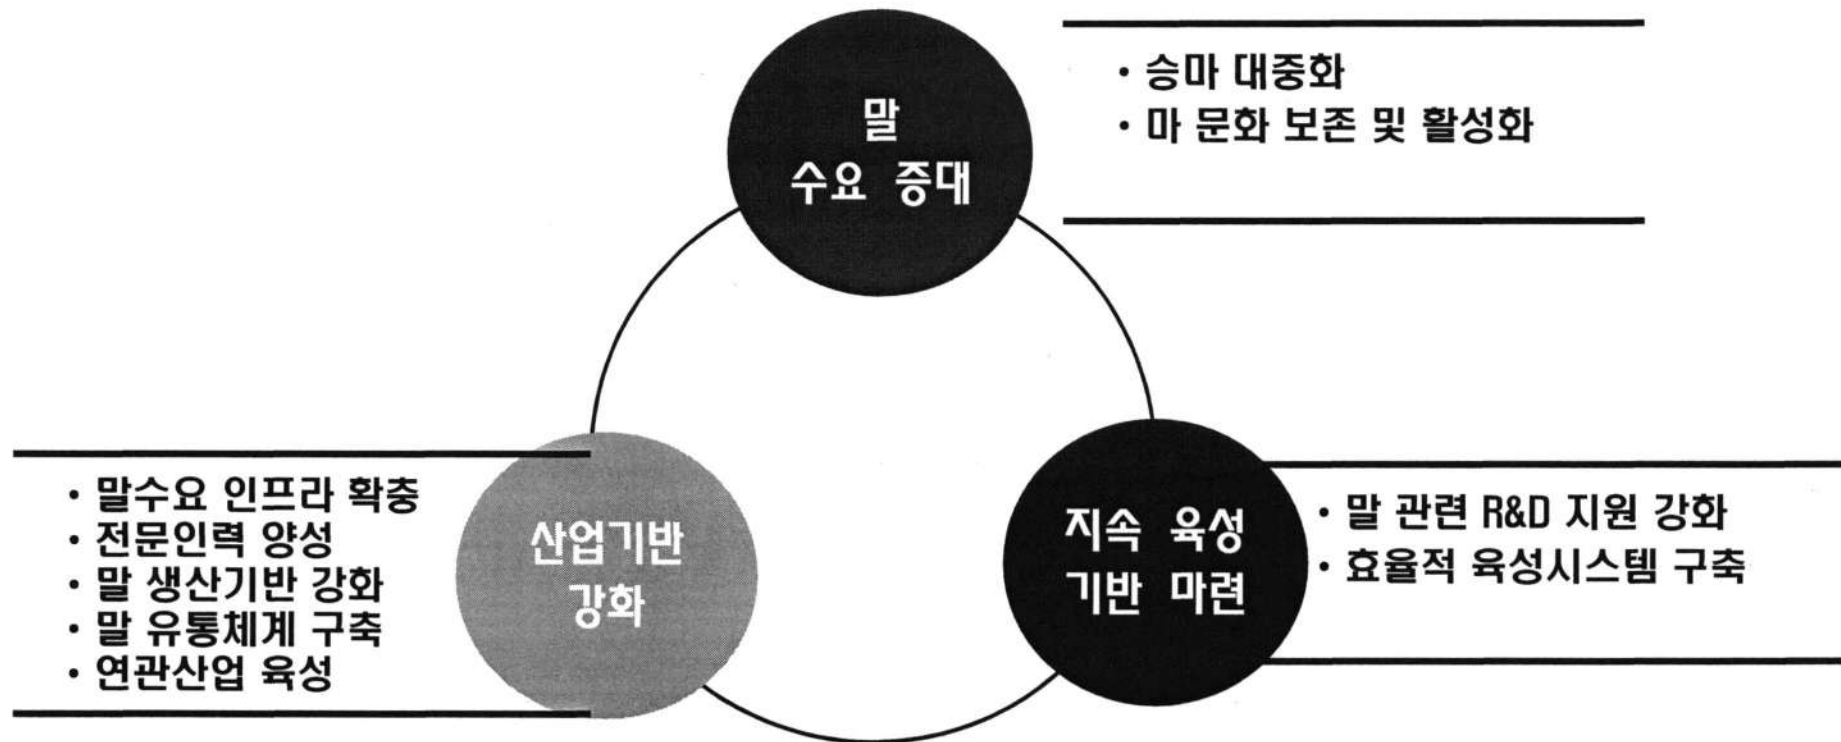 말
수요 증대
• 승마 대중화
• 마 문화 보존 및 활성화
산업기반
강화
• 말수요 인프라 확충
• 전문인력 양성
• 말 생산기반 강화
• 말 유통체계 구축
• 연관산업 육성
지속 육성
기반 마련
• 말 관련 R&D 지원 강화
• 효율적 육성시스템 구축